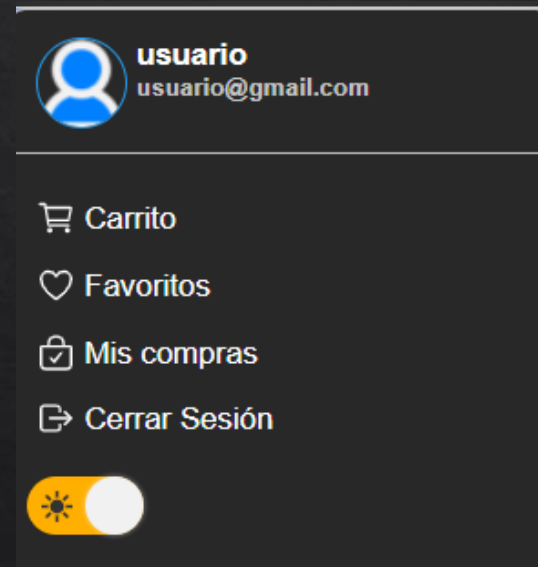 usuario
usuario@gmail.com
Carrito
Favoritos
Mis compras
Cerrar Sesión